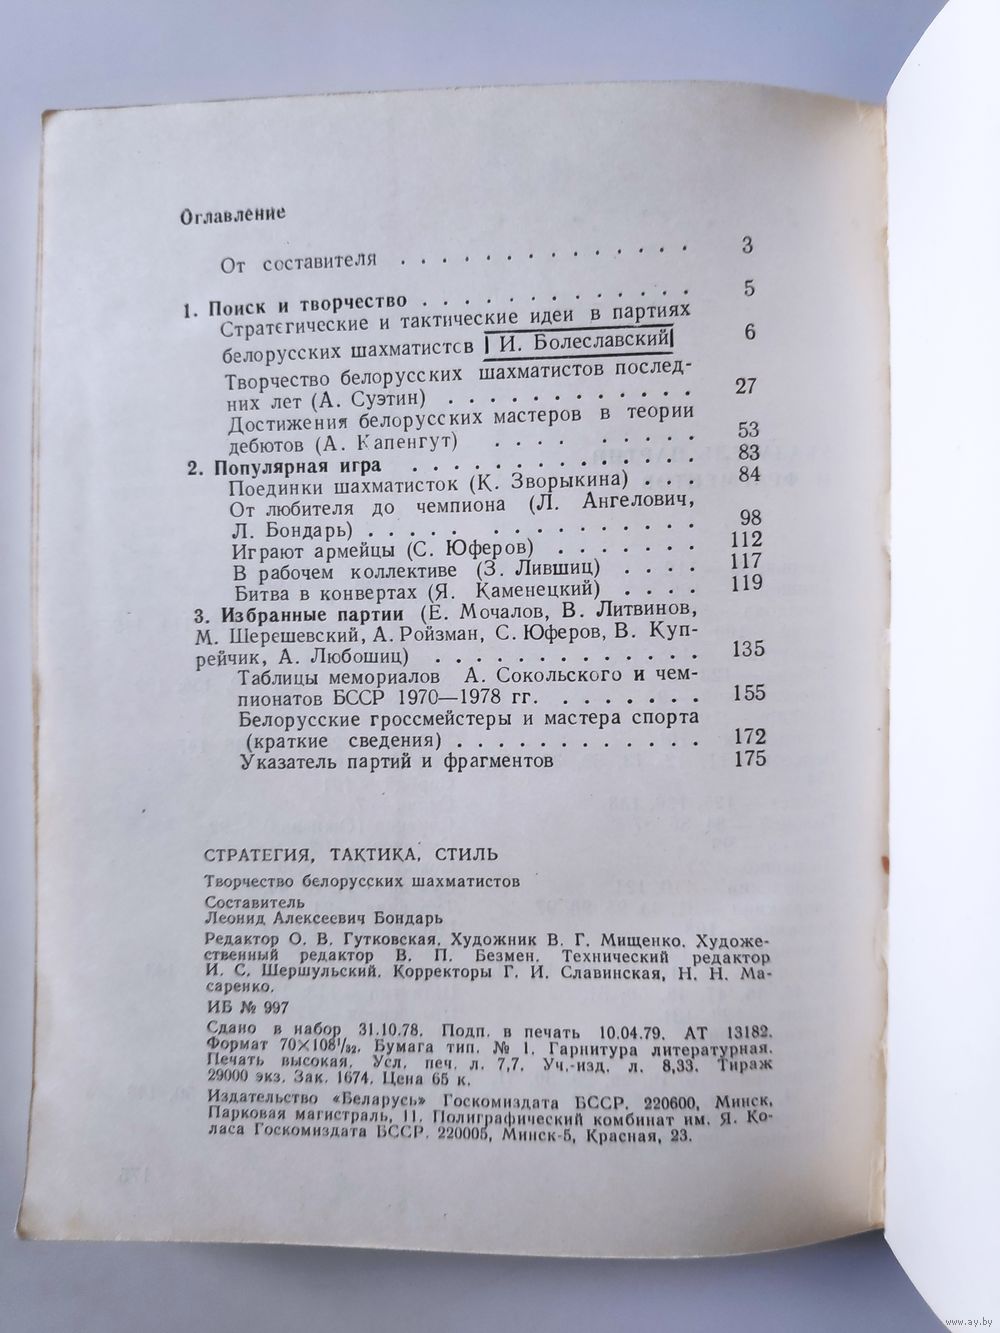 Оглавление
От составителя . . . . . . . . . . . . . . 3
1. Поиск и творчество . . . . . . . . . . . . . 5
Стратегические и тактические идеи в партиях
белорусских шахматистов И. Болеславский 6
Творчество белорусских шахматистов послед-
них лет (А. Суэтин) . . . . . . . . . . . . 27
Достижения белорусских мастеров в теории
дебютов (А. Капенгут) . . . . . . . . . 53
2. Популярная игра . . . . . . . . . . . . . 83
Поединки шахматисток (К. Зворыкина) . . . 84
От любителя до чемпиона (Л. Ангелович,
Л. Бондарь) . . . . . . . . . . . . . . . 98
Играют армейцы (С. Юферов) . . . . . . . 112
В рабочем коллективе (З. Лившиц) . . . . 117
Битва в конвертах (Я. Каменецкий) . . . . 119
3. Избранные партии (Е. Мочалов, В. Литвинов,
М. Шерешевский, А. Ройзман, С. Юферов, В. Куп-
рейчик, А. Любошиц) . . . . . . . . . . . . . 135
Таблицы мемориалов А. Сокольского и чем-
пионатов БССР 1970—1978 гг. . . . . . . . . 155
Белорусские гроссмейстеры и мастера спорта
(краткие сведения) . . . . . . . . . . . . 172
Указатель партий и фрагментов 175
СТРАТЕГИЯ, ТАКТИКА, СТИЛЬ
Творчество белорусских шахматистов
Составитель
Леонид Алексеевич Бондарь
Редактор О. В. Гутковская. Художник В. Г. Мищенко. Художе-
ственный редактор В. П. Безмен. Технический редактор
И. С. Шершульский. Корректоры Г. И. Славинская, Н. Н. Ма-
саренко.
ИБ № 997
Сдано в набор 31.10.78. Подп. в печать 10.04.79. АТ 13182.
Формат 70×108¹/₃₂. Бумага тип. № 1. Гарнитура литературная.
Печать высокая. Усл. печ. л. 7,7. Уч.-изд. л. 8,33. Тираж
29000 экз. Зак. 1674. Цена 65 к.
Издательство «Беларусь» Госкомиздата БССР. 220600, Минск,
Парковая магистраль, 11. Полиграфический комбинат им. Я. Ко-
ласа Госкомиздата БССР. 220005, Минск-5, Красная, 23.
www.ay.by